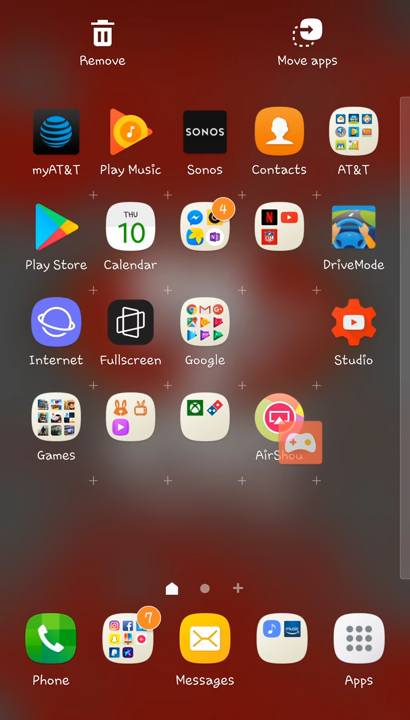 Remove Move apps
SONOS
myAT&T Play Music Sonos Contacts AT&T
THU
10
4
Play Store Calendar DriveMode
Internet Fullscreen Google Studio
Games AirShou
7
Phone Messages Apps